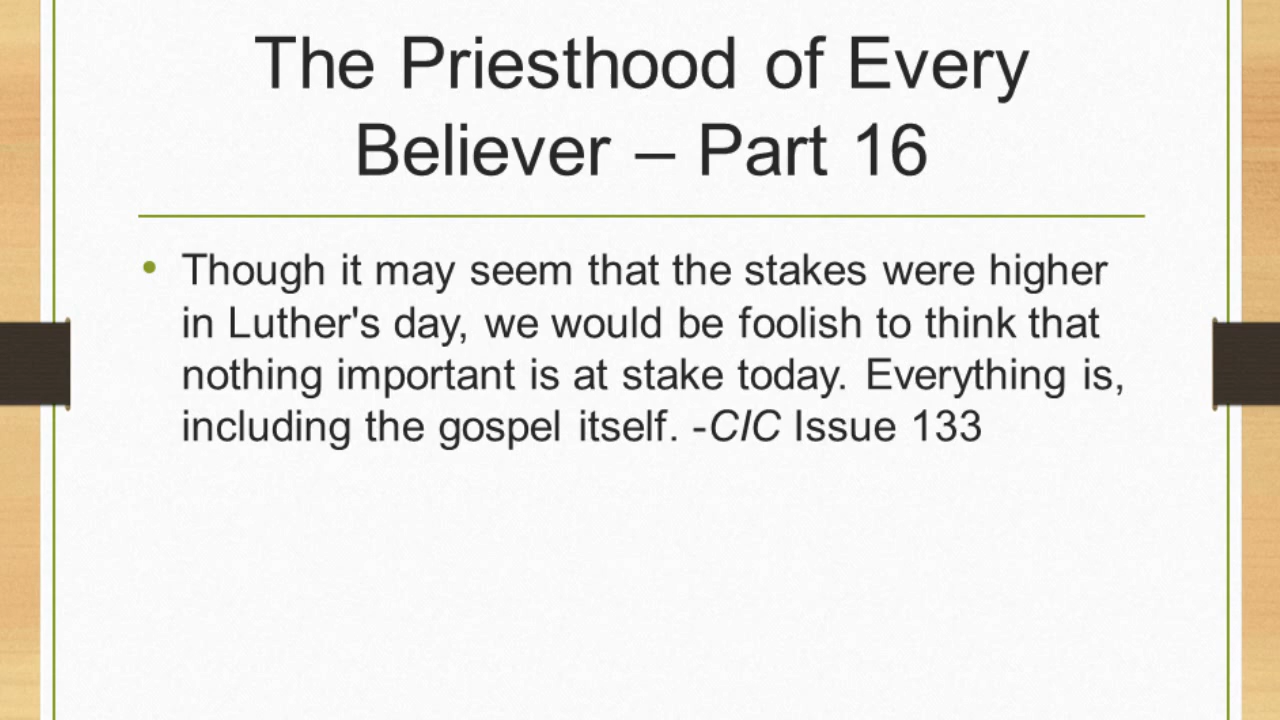 The Priesthood of Every
Believer – Part 16
• Though it may seem that the stakes were higher
in Luther's day, we would be foolish to think that
nothing important is at stake today. Everything is,
including the gospel itself. -CIC Issue 133